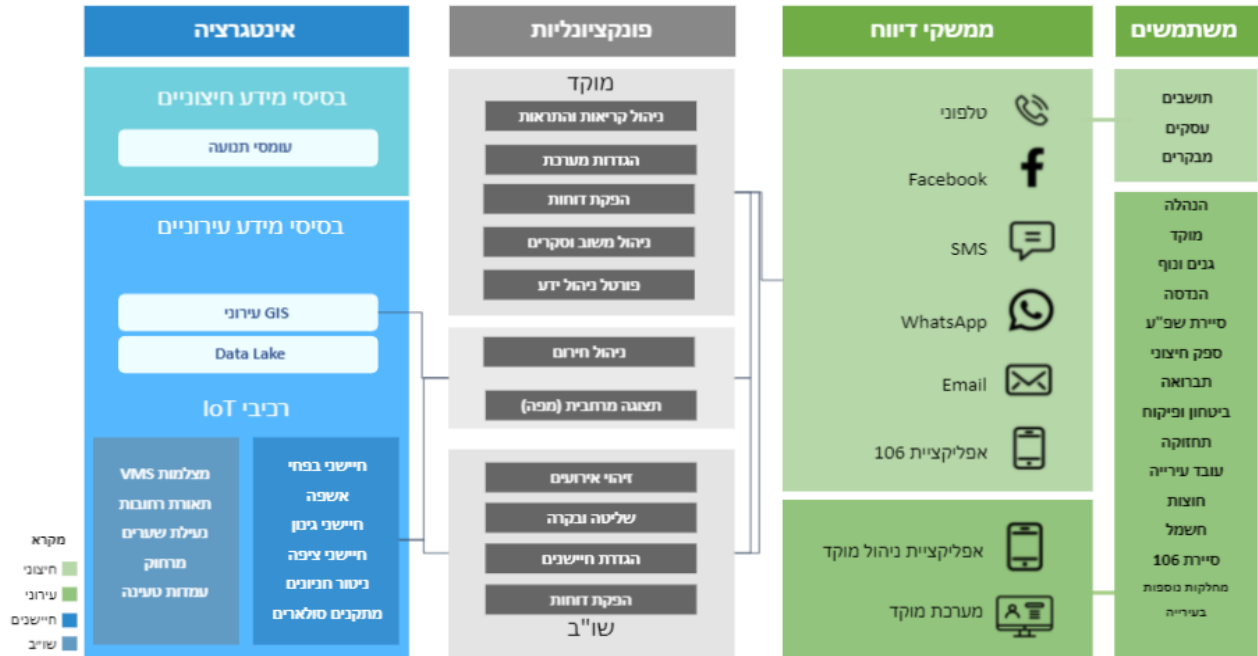 משתמשים
תושבים
עסקים
מבקרים
הנהלה
מוקד
גנים ונוף
הנדסה
סיירת שפ"ע
ספק חיצוני
תברואה
ביטחון ופיקוח
תחזוקה
עובד עירייה
חוצות
חשמל
סיירת 106
מחלקות נוספות
בעירייה
ממשקי דיווח
טלפוני
Facebook
SMS
WhatsApp
Email
אפליקציית 106
אפליקציית ניהול מוקד
מערכת מוקד
פונקציונליות
מוקד
ניהול קריאות והתראות
הגדרות מערכת
הפקת דוחות
ניהול משוב וסקרים
פורטל ניהול ידע
ניהול חירום
תצוגה מרחבית (מפה)
זיהוי אירועים
שליטה ובקרה
הגדרת חיישנים
הפקת דוחות
שו"ב
אינטגרציה
בסיסי מידע חיצוניים
עומסי תנועה
בסיסי מידע עירוניים
GIS עירוני
Data Lake
רכיבי IoT
חיישני בפחי
אשפה
חיישני גינון
חיישני ציפה
ניטור חניונים
מתקנים סולארים
מצלמות VMS
תאורת רחובות
נעילת שערים
מרחוק
עמדות טעינה
מקרא
חיצוני
עירוני
חיישנים
שו"ב